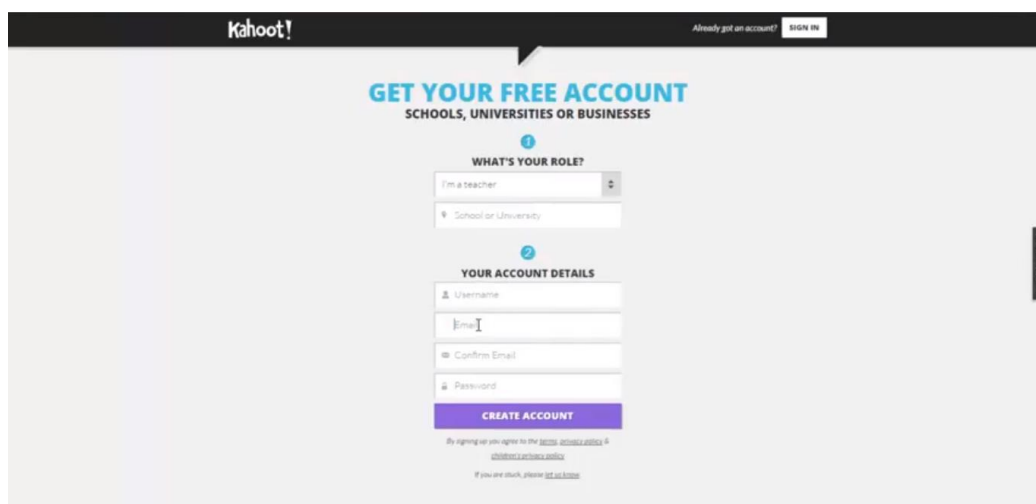 Kahoot!
Already got an account? SIGN IN
GET YOUR FREE ACCOUNT
SCHOOLS, UNIVERSITIES OR BUSINESSES
1
WHAT'S YOUR ROLE?
I'm a teacher
School or University
2
YOUR ACCOUNT DETAILS
Username
Email
Confirm Email
Password
CREATE ACCOUNT
By signing up you agree to the terms, privacy policy &
children's privacy policy
If you are stuck, please let us know.